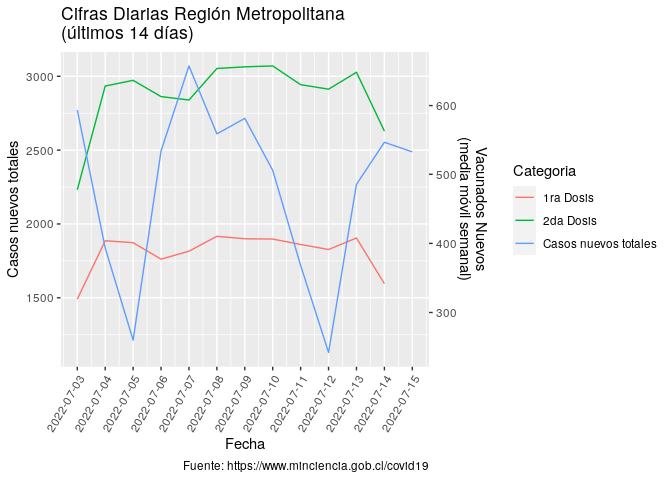 Cifras Diarias Región Metropolitana
(últimos 14 días)
Casos nuevos totales
3000
2500
2000
1500
600
500
400
300
Vacunados Nuevos
(media móvil semanal)
2022-07-03
2022-07-04
2022-07-05
2022-07-06
2022-07-07
2022-07-08
2022-07-09
2022-07-10
2022-07-11
2022-07-12
2022-07-13
2022-07-14
2022-07-15
Fecha
Categoria
1ra Dosis
2da Dosis
Casos nuevos totales
Fuente: https://www.minciencia.gob.cl/covid19